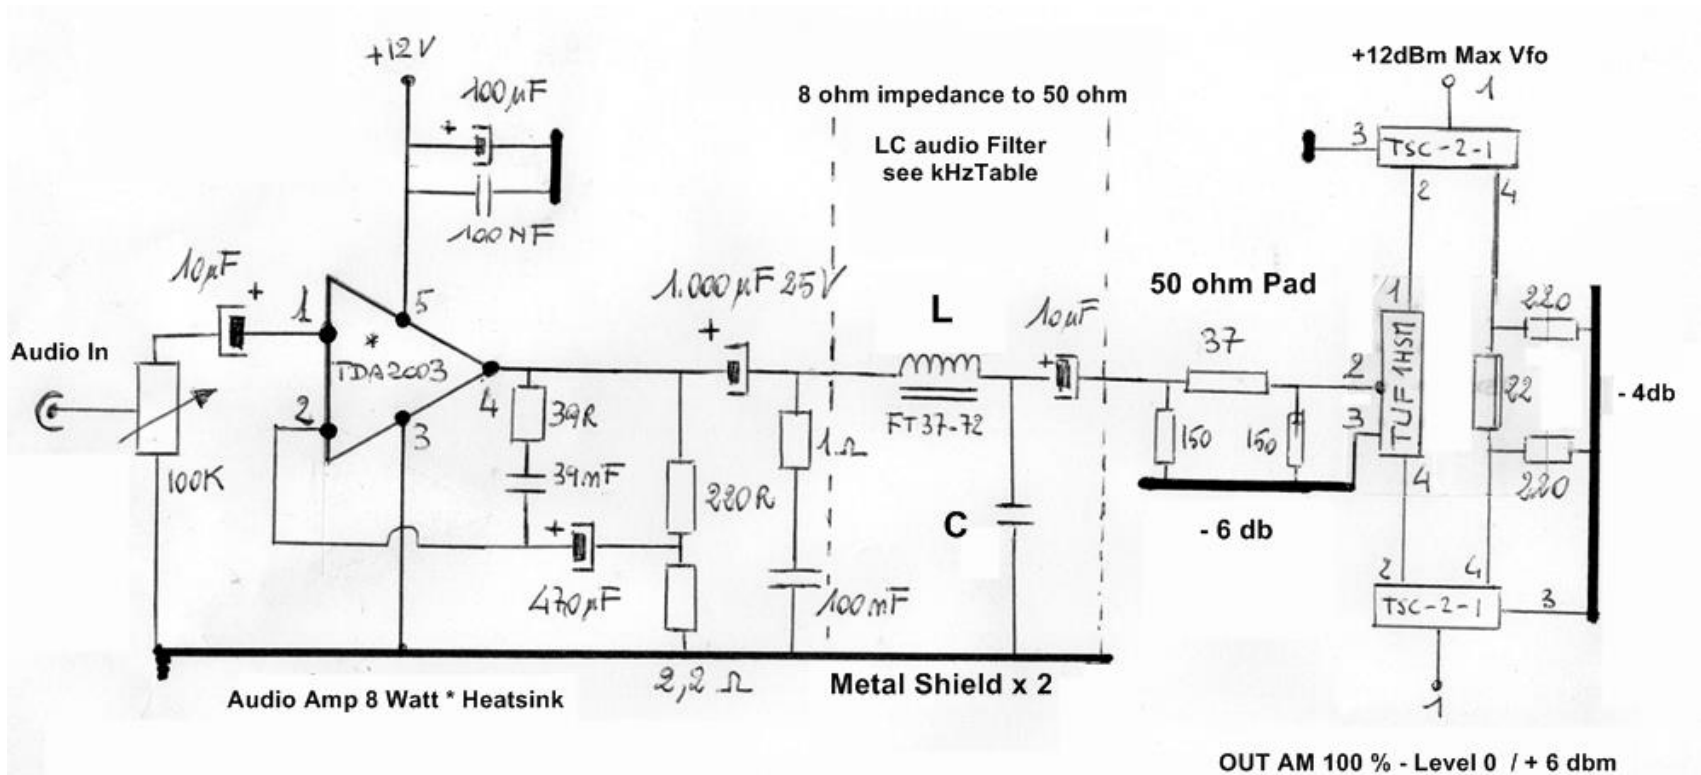 +12V
100µF
+
100NF
10µF
+
1
5
*
TDA2003
2
4
3
Audio In
100K
39R
39nF
+
470µF
220R
2,2 Ω
1.000µF 25V
+
1Ω
100nF
Audio Amp 8 Watt * Heatsink
8 ohm impedance to 50 ohm
LC audio Filter
see kHzTable
L
FT37-72
10µF
+
C
Metal Shield x 2
50 ohm Pad
37
150
150
- 6 db
+12dBm Max Vfo
1
3
TSC-2-1
2
4
1
2
TUF 1HSM
3
4
220
22
220
- 4db
2
4
TSC-2-1
3
1
OUT AM 100 % - Level 0 / + 6 dbm